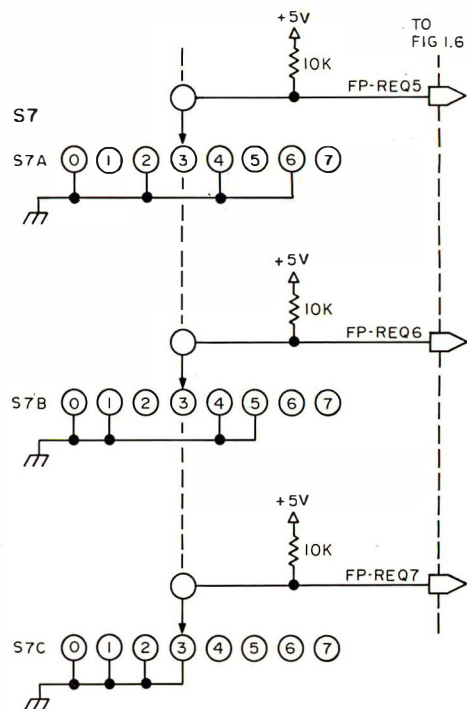 +5V
TO
FIG 1.6
10K
FP-REQ5
S7
S7A 0 1 2 3 4 5 6 7
+5V
10K
FP-REQ6
S7B 0 1 2 3 4 5 6 7
+5V
10K
FP-REQ7
S7C 0 1 2 3 4 5 6 7